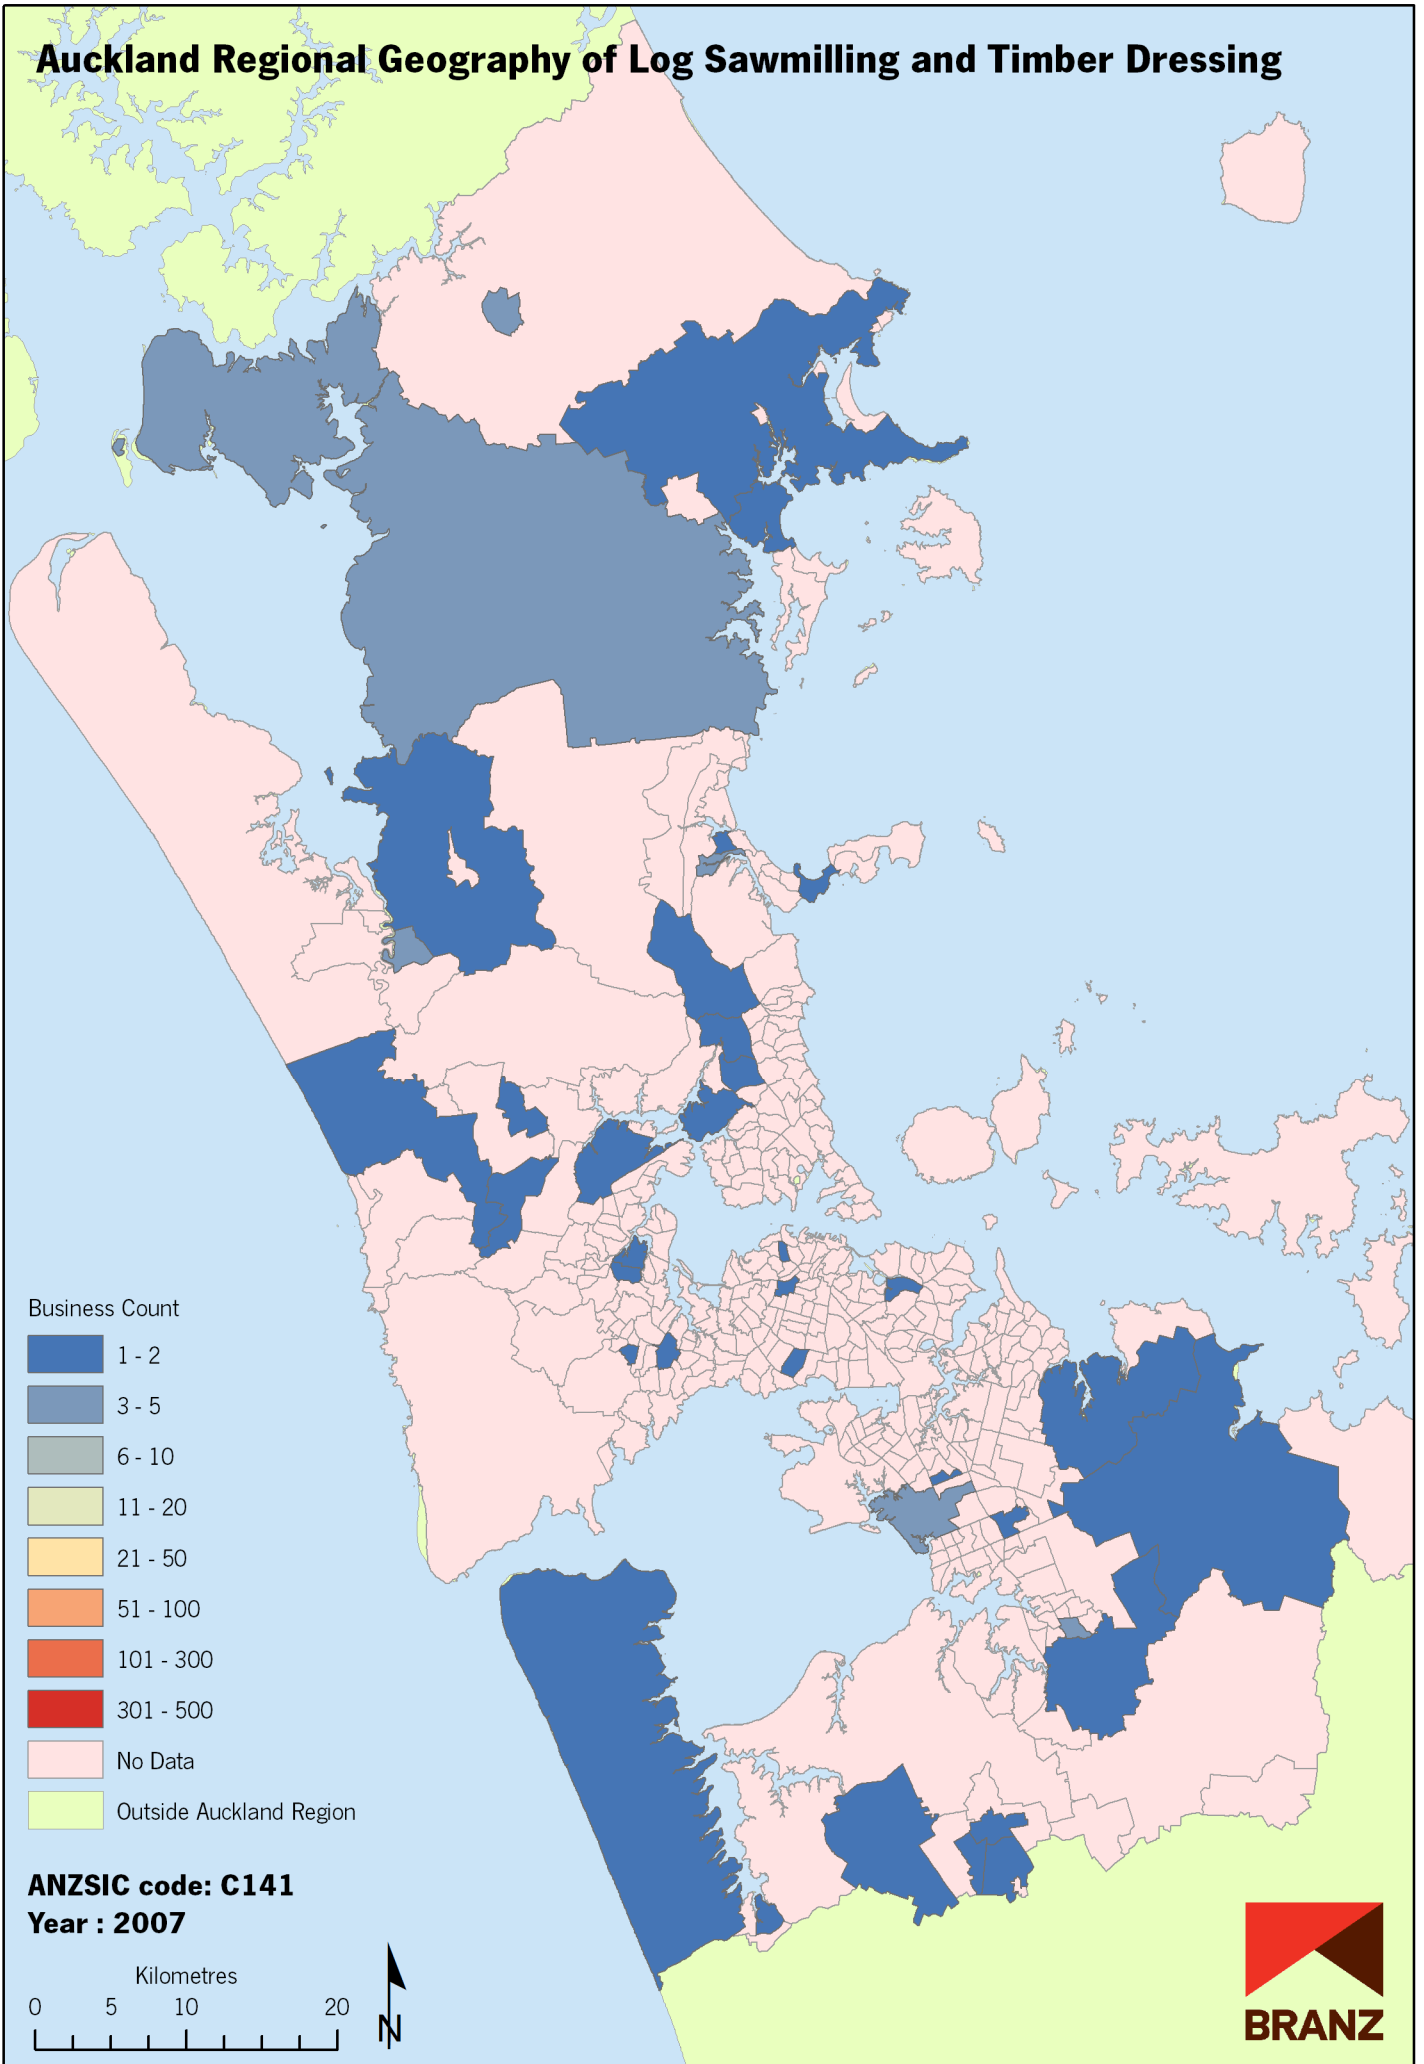 Auckland Regional Geography of Log Sawmilling and Timber Dressing
Business Count
1 - 2
3 - 5
6 - 10
11 - 20
21 - 50
51 - 100
101 - 300
301 - 500
No Data
Outside Auckland Region
ANZSIC code: C141
Year : 2007
Kilometres
0 5 10 20
N
BRANZ